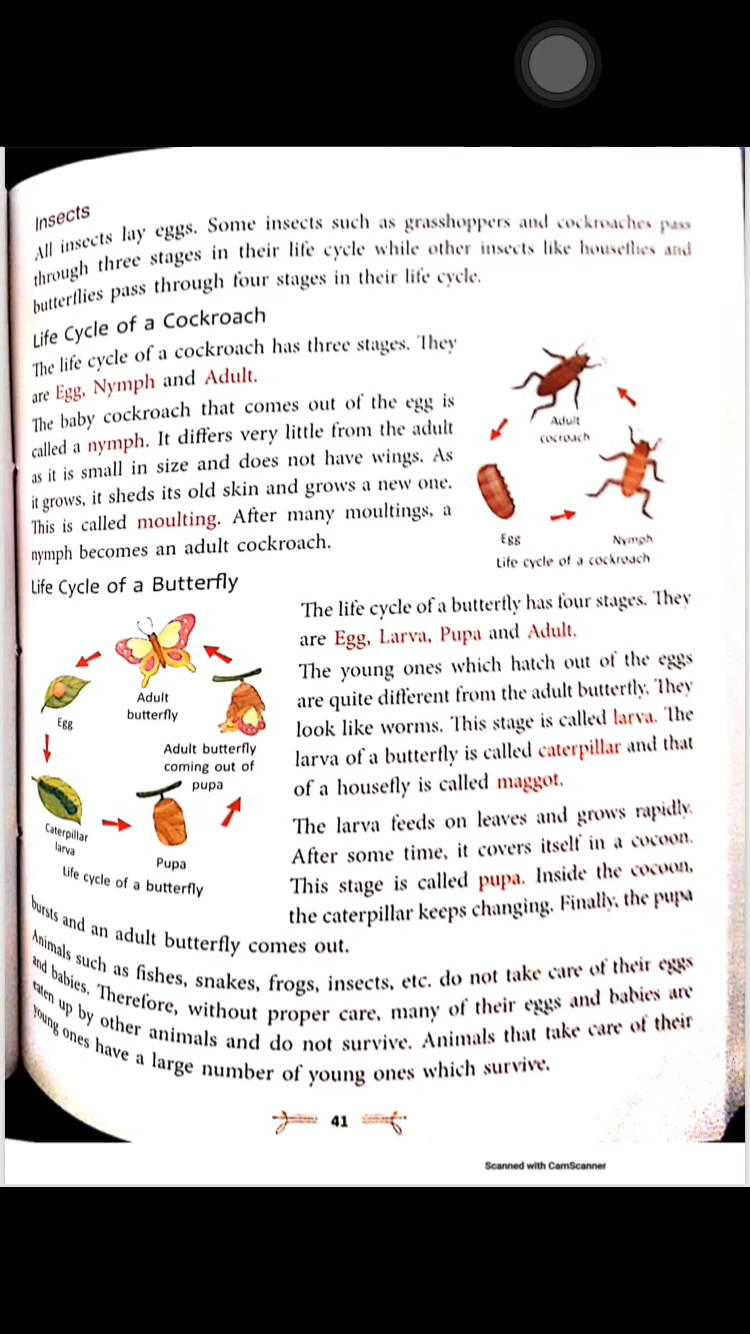 Insects
All insects lay eggs. Some insects such as grasshoppers and cockroaches pass
through three stages in their life cycle while other insects like houseflies and
butterflies pass through four stages in their life cycle.
Life Cycle of a Cockroach
The life cycle of a cockroach has three stages. They
are Egg, Nymph and Adult.
The baby cockroach that comes out of the egg is
called a nymph. It differs very little from the adult
as it is small in size and does not have wings. As
it grows, it sheds its old skin and grows a new one.
This is called moulting. After many moultings, a
nymph becomes an adult cockroach.
Adult
cocroach
Egg
Nymph
Life cycle of a cockroach
Life Cycle of a Butterfly
Adult
butterfly
Egg
Adult butterfly
coming out of
pupa
Caterpillar
larva
Pupa
Life cycle of a butterfly
The life cycle of a butterfly has four stages. They
are Egg, Larva, Pupa and Adult.
The young ones which hatch out of the eggs
are quite different from the adult butterfly. They
look like worms. This stage is called larva. The
larva of a butterfly is called caterpillar and that
of a housefly is called maggot.
The larva feeds on leaves and grows rapidly.
After some time, it covers itself in a cocoon.
This stage is called pupa. Inside the cocoon,
the caterpillar keeps changing. Finally, the pupa
bursts and an adult butterfly comes out.
Animals such as fishes, snakes, frogs, insects, etc. do not take care of their eggs
and babies. Therefore, without proper care, many of their eggs and babies are
eaten up by other animals and do not survive. Animals that take care of their
young ones have a large number of young ones which survive.
41
Scanned with CamScanner